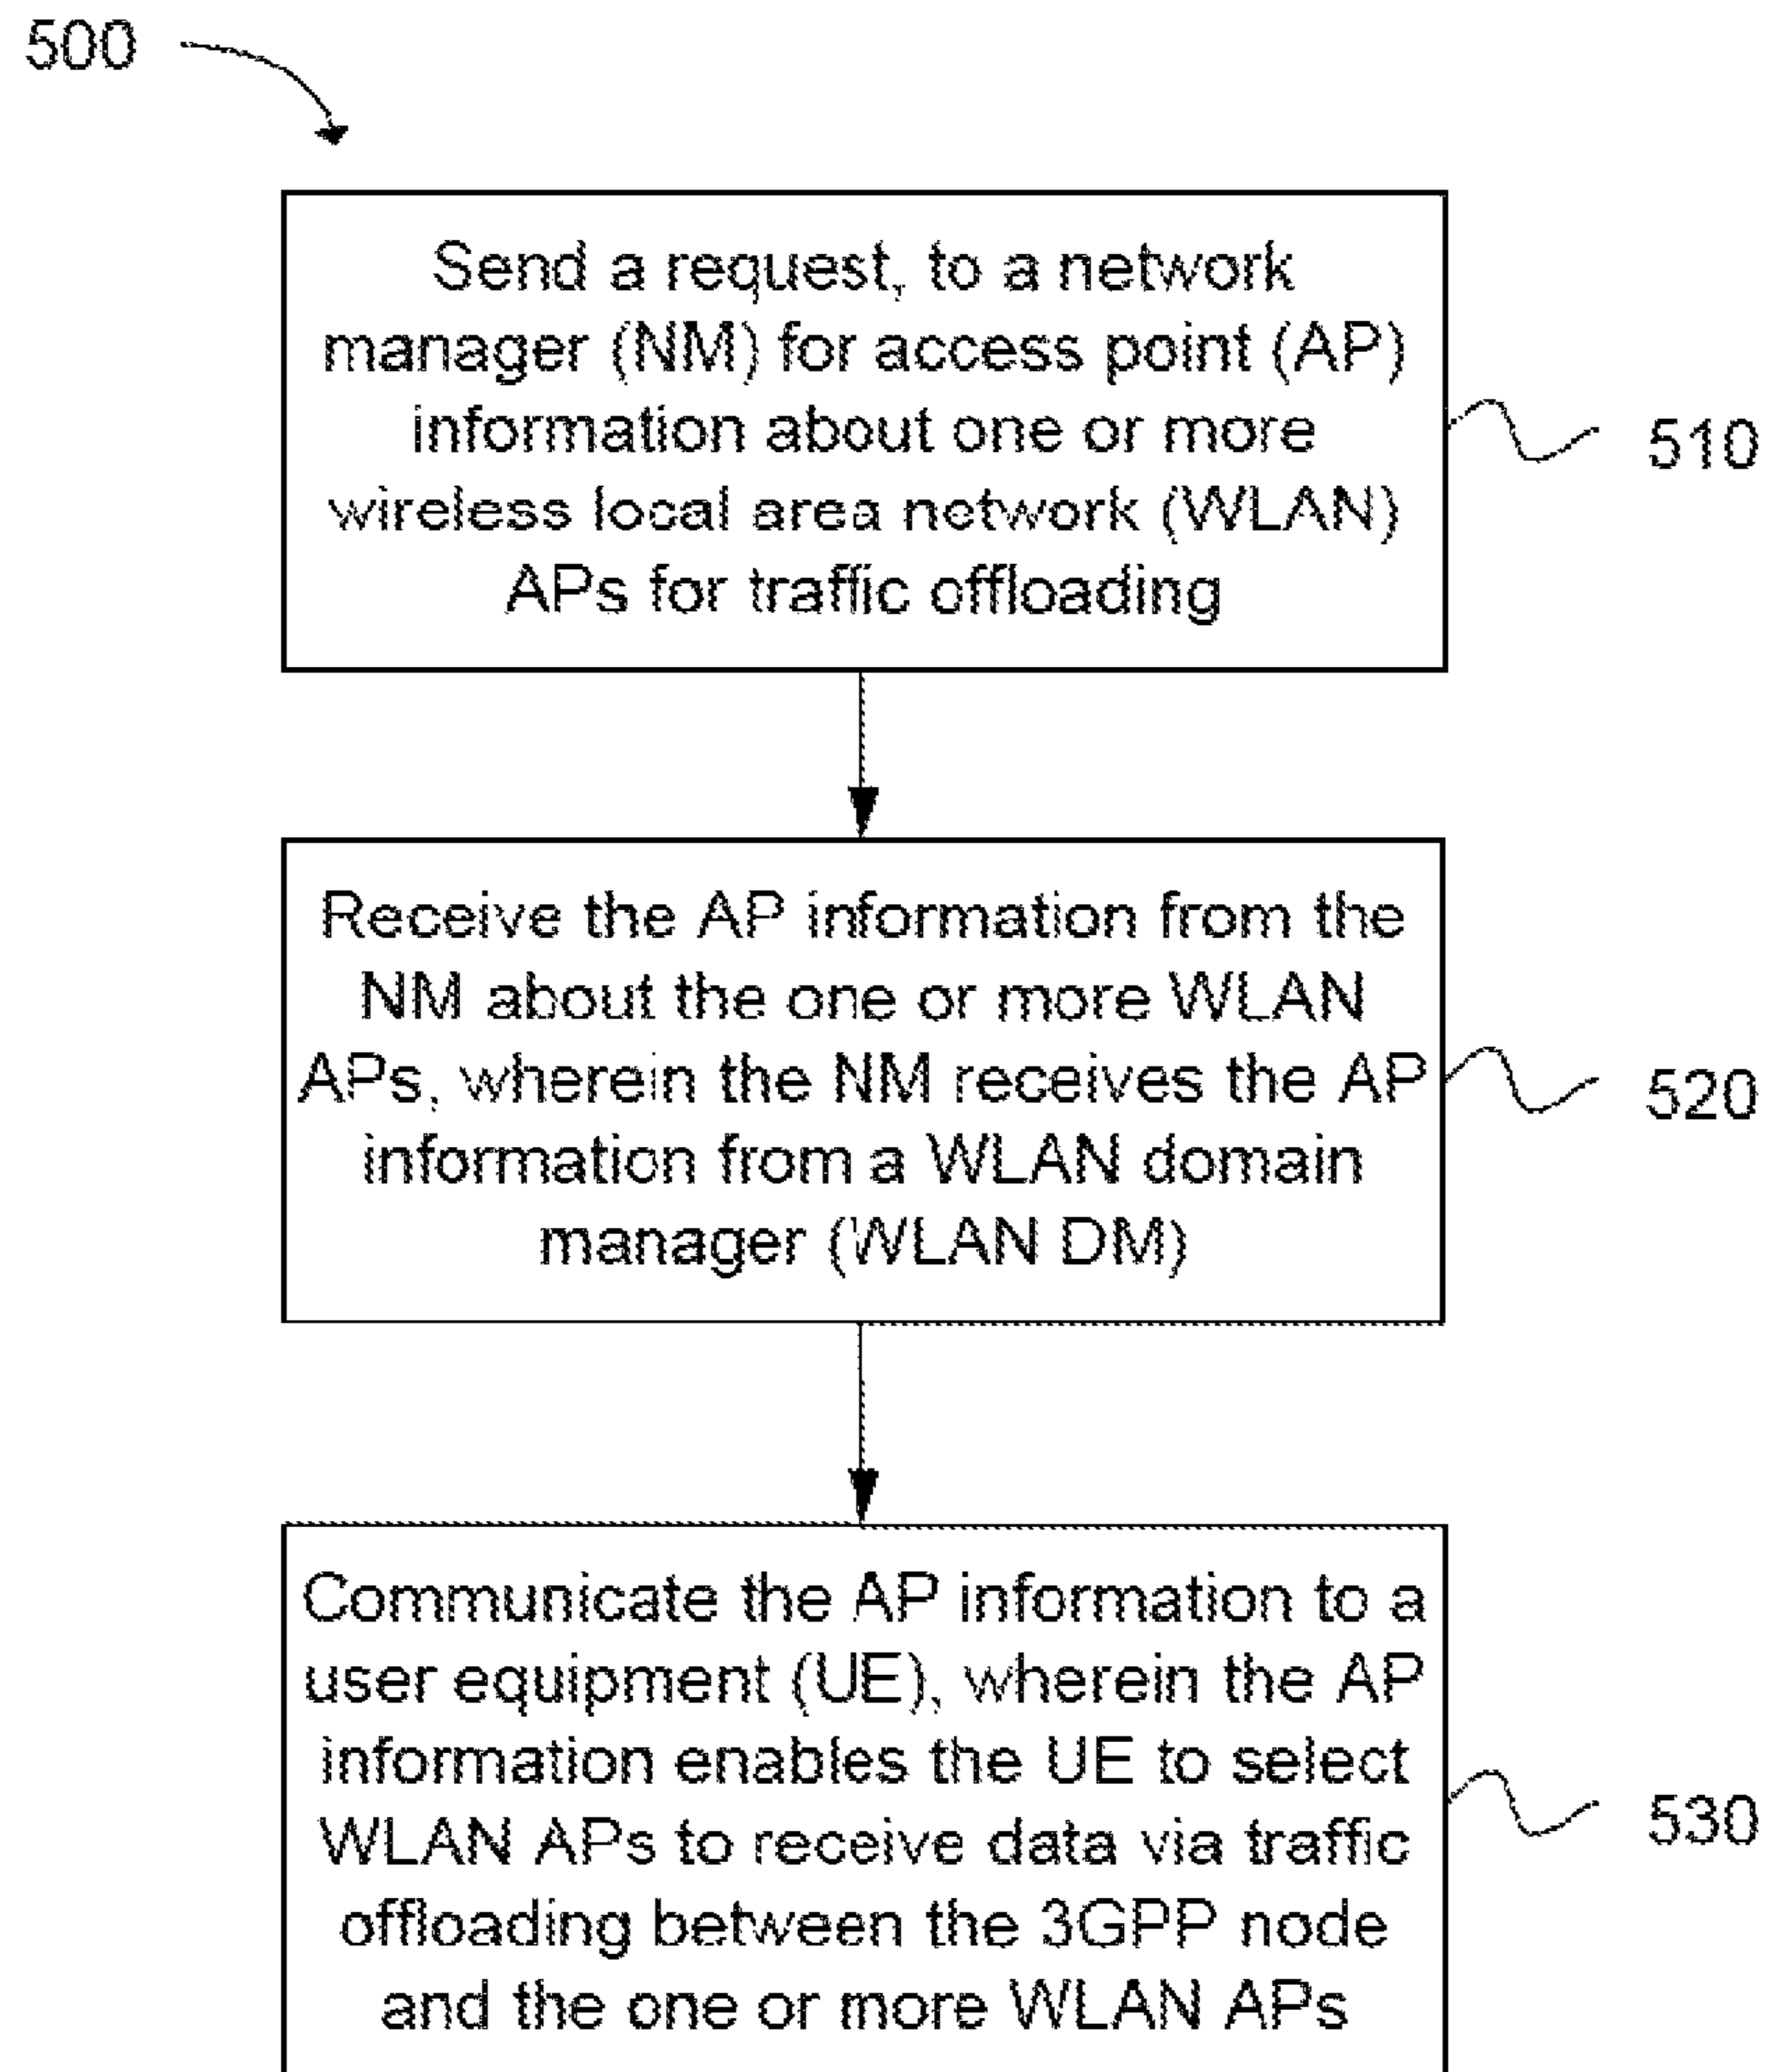 500
Send a request, to a network
manager (NM) for access point (AP)
information about one or more
wireless local area network (WLAN)
APs for traffic offloading
510
Receive the AP information from the
NM about the one or more WLAN
APs, wherein the NM receives the AP
information from a WLAN domain
manager (WLAN DM)
520
Communicate the AP information to a
user equipment (UE), wherein the AP
information enables the UE to select
WLAN APs to receive data via traffic
offloading between the 3GPP node
and the one or more WLAN APs
530